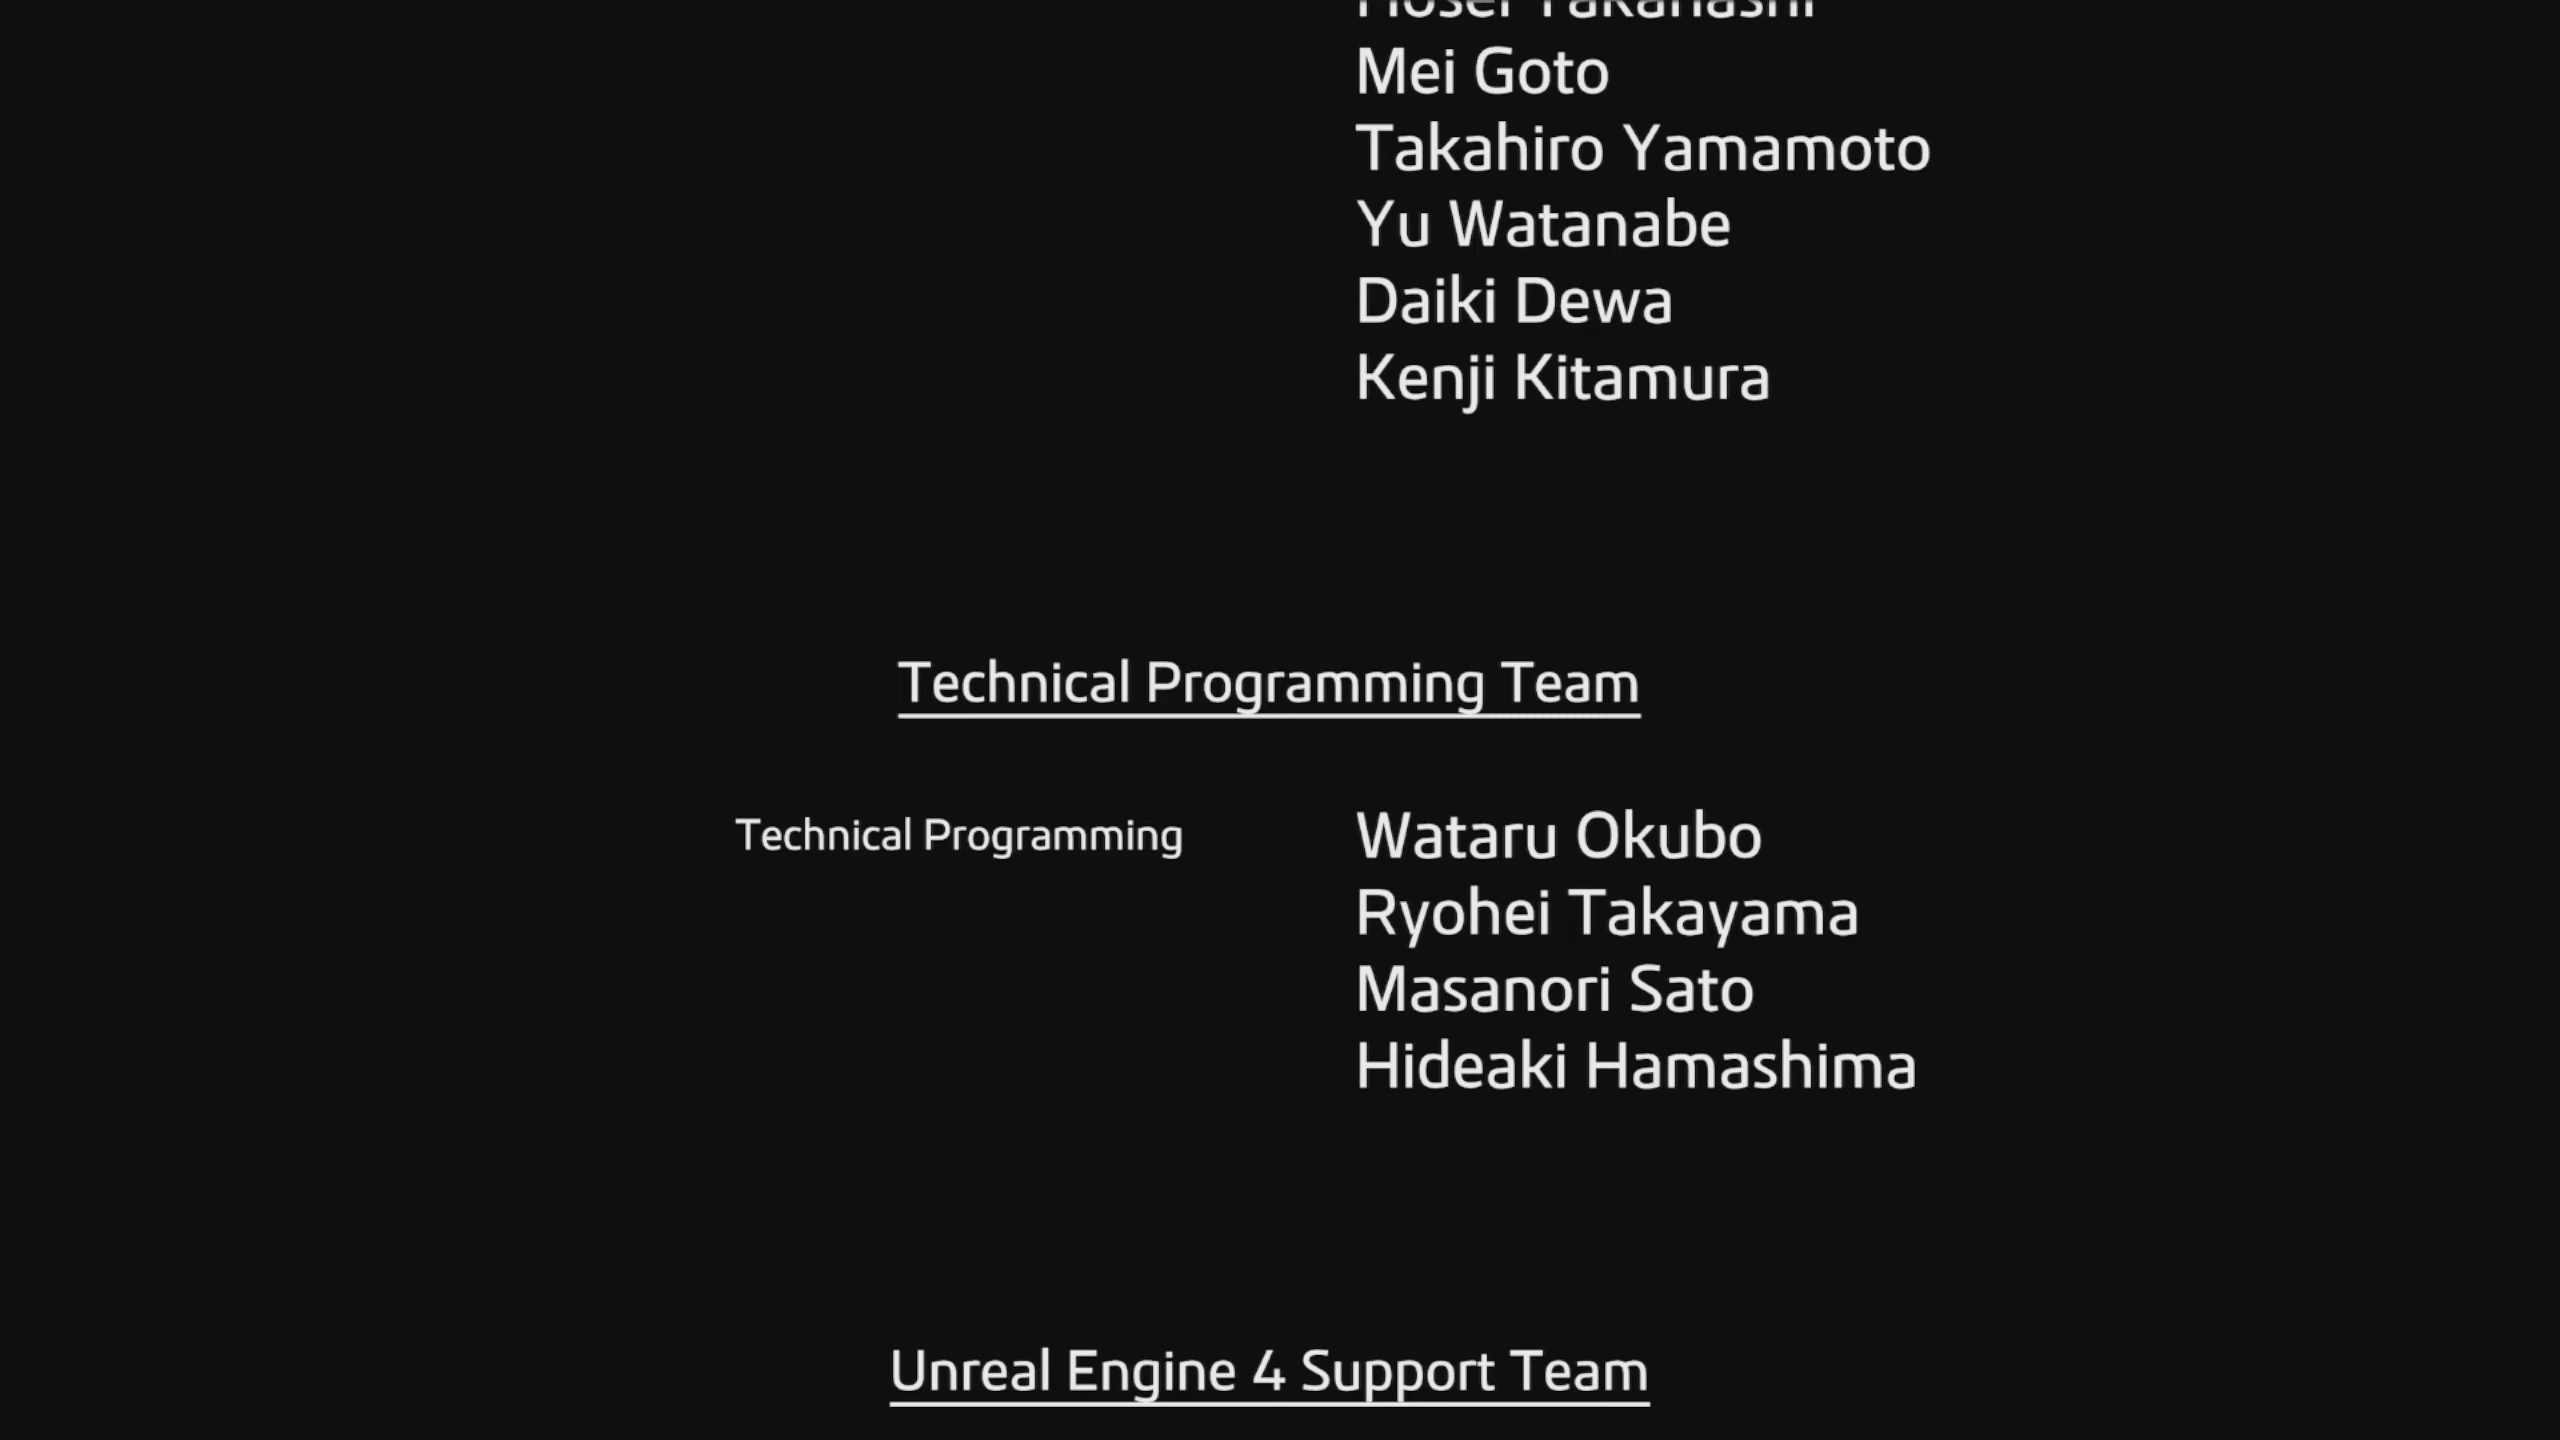 Takahashi
Mei Goto
Takahiro Yamamoto
Yu Watanabe
Daiki Dewa
Kenji Kitamura
Technical Programming Team
Technical Programming
Wataru Okubo
Ryohei Takayama
Masanori Sato
Hideaki Hamashima
Unreal Engine 4 Support Team